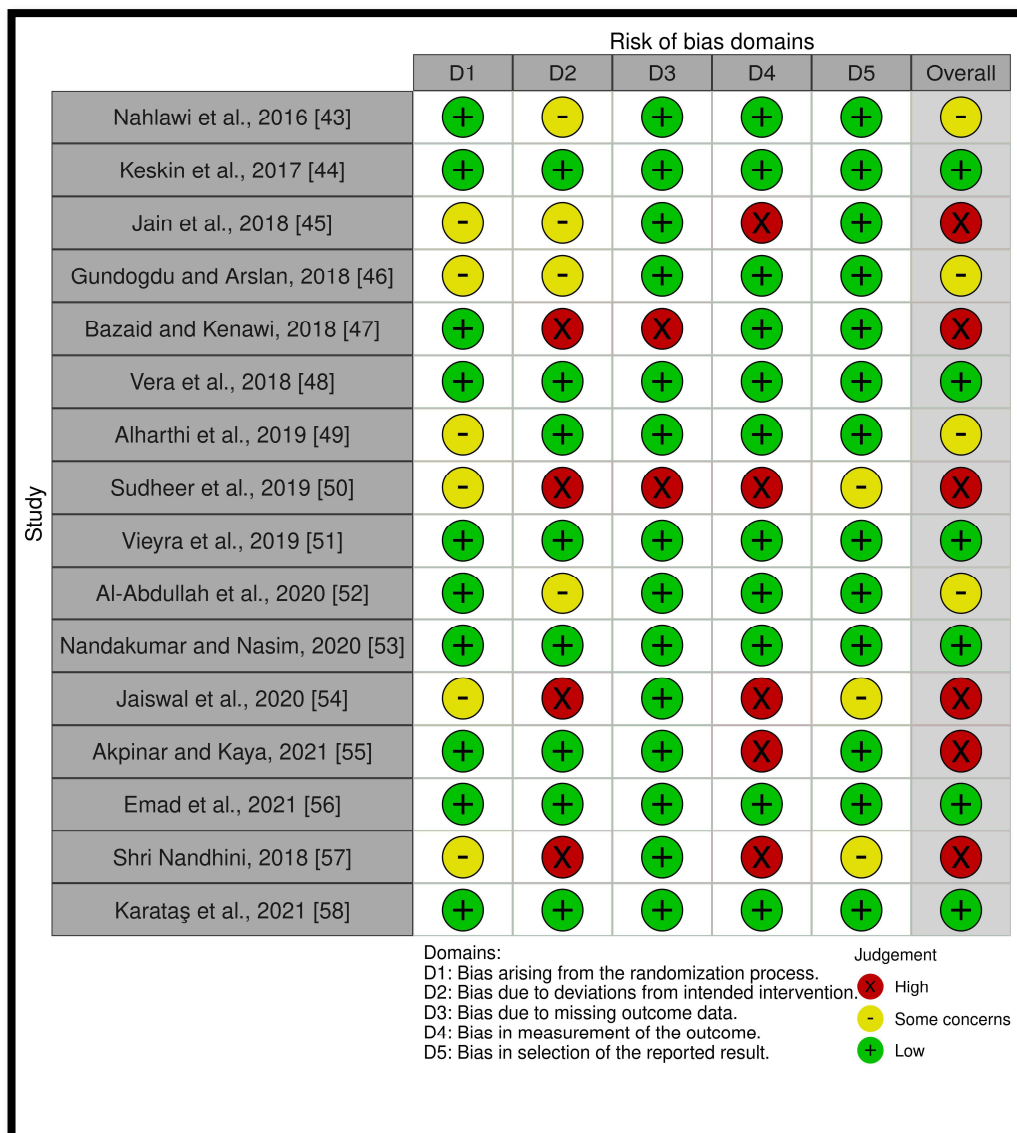 Risk of bias domains
D1 D2 D3 D4 D5 Overall
Study
Nahlawi et al., 2016 [43] + - + + + -
Keskin et al., 2017 [44] + + + + + +
Jain et al., 2018 [45] - - + X + X
Gundogdu and Arslan, 2018 [46] - - + + + -
Bazaid and Kenawi, 2018 [47] + X X + + X
Vera et al., 2018 [48] + + + + + +
Alharthi et al., 2019 [49] - + + + + -
Sudheer et al., 2019 [50] - X X X - X
Vieyra et al., 2019 [51] + + + + + +
Al-Abdullah et al., 2020 [52] + - + + + -
Nandakumar and Nasim, 2020 [53] + + + + + +
Jaiswal et al., 2020 [54] - X + X - X
Akpinar and Kaya, 2021 [55] + + + X + X
Emad et al., 2021 [56] + + + + + +
Shri Nandhini, 2018 [57] - X + X - X
Karataş et al., 2021 [58] + + + + + +
Domains:
D1: Bias arising from the randomization process.
D2: Bias due to deviations from intended intervention.
D3: Bias due to missing outcome data.
D4: Bias in measurement of the outcome.
D5: Bias in selection of the reported result.
Judgement
X High
- Some concerns
+ Low